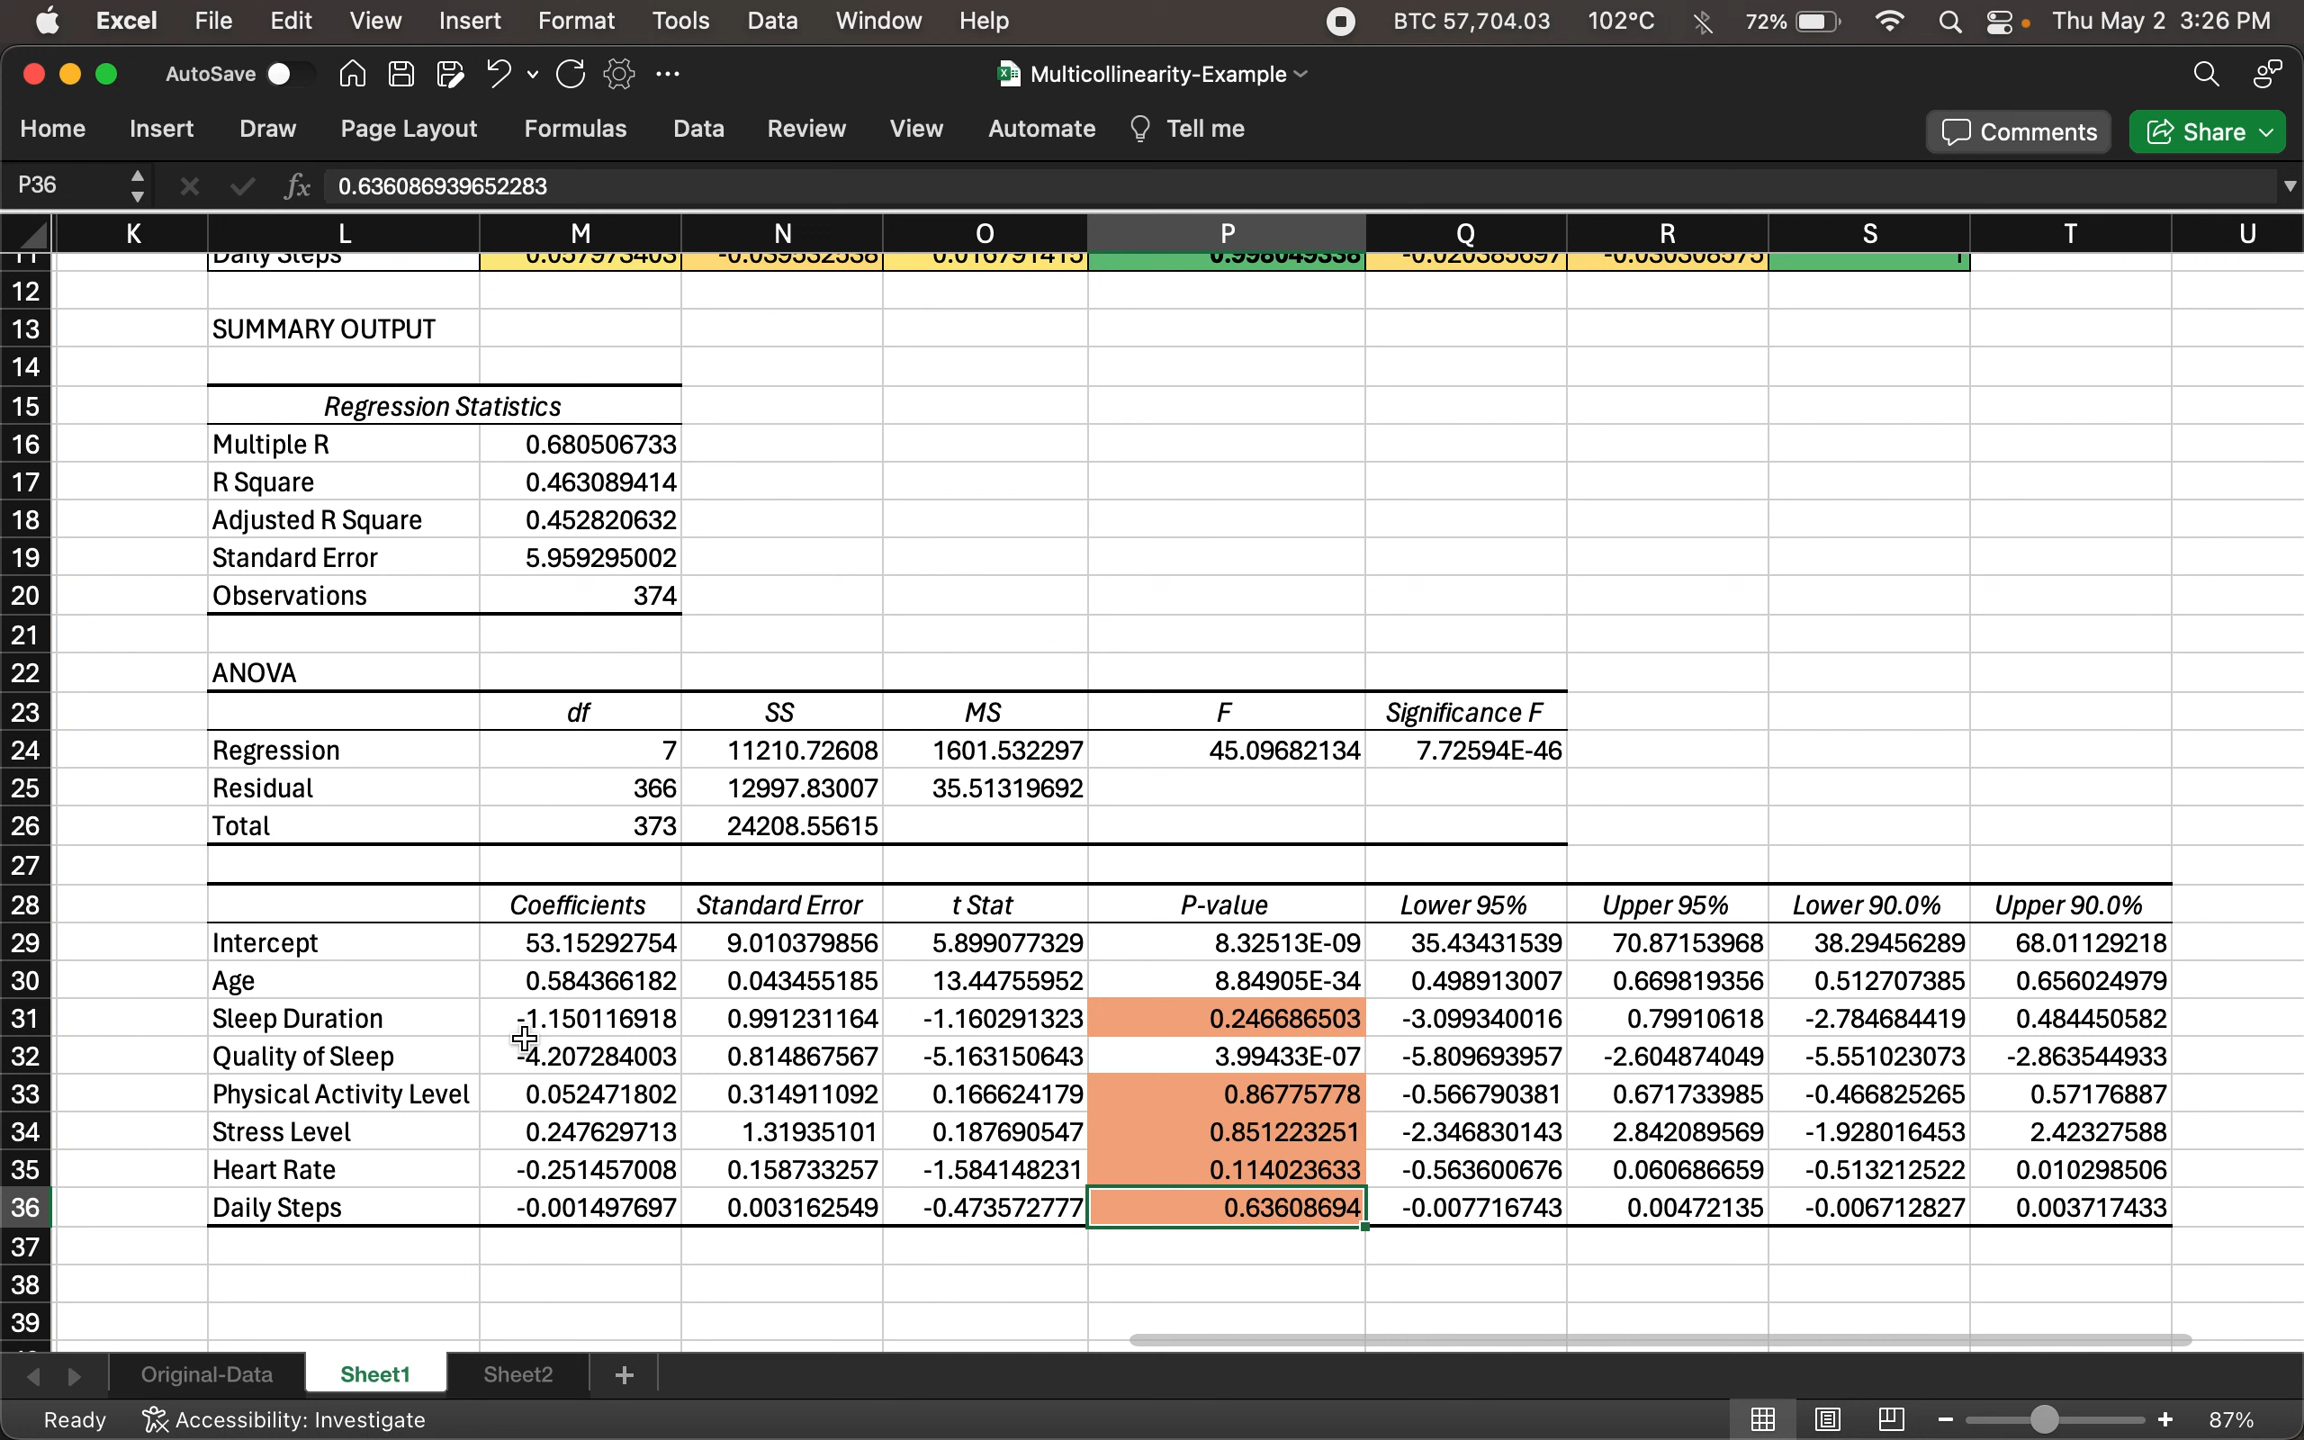 Excel File Edit View Insert Format Tools Data Window Help BTC 57,704.03 102°C 72% Thu May 2 3:26 PM
AutoSave Multicollinearity-Example
Home Insert Draw Page Layout Formulas Data Review View Automate Tell me Comments Share
P36 fx 0.636086939652283
K L M N O P Q R S T U
11 Daily Steps 0.057973403 -0.039532538 0.016791415 0.998049338 -0.020385697 -0.030308575 1
12
13 SUMMARY OUTPUT
14
15 Regression Statistics
16 Multiple R 0.680506733
17 R Square 0.463089414
18 Adjusted R Square 0.452820632
19 Standard Error 5.959295002
20 Observations 374
21
22 ANOVA
23 df SS MS F Significance F
24 Regression 7 11210.72608 1601.532297 45.09682134 7.72594E-46
25 Residual 366 12997.83007 35.51319692
26 Total 373 24208.55615
27
28 Coefficients Standard Error t Stat P-value Lower 95% Upper 95% Lower 90.0% Upper 90.0%
29 Intercept 53.15292754 9.010379856 5.899077329 8.32513E-09 35.43431539 70.87153968 38.29456289 68.01129218
30 Age 0.584366182 0.043455185 13.44755952 8.84905E-34 0.498913007 0.669819356 0.512707385 0.656024979
31 Sleep Duration -1.150116918 0.991231164 -1.160291323 0.246686503 -3.099340016 0.79910618 -2.784684419 0.484450582
32 Quality of Sleep -4.207284003 0.814867567 -5.163150643 3.99433E-07 -5.809693957 -2.604874049 -5.551023073 -2.863544933
33 Physical Activity Level 0.052471802 0.314911092 0.166624179 0.86775778 -0.566790381 0.671733985 -0.466825265 0.57176887
34 Stress Level 0.247629713 1.31935101 0.187690547 0.851223251 -2.346830143 2.842089569 -1.928016453 2.42327588
35 Heart Rate -0.251457008 0.158733257 -1.584148231 0.114023633 -0.563600676 0.060686659 -0.513212522 0.010298506
36 Daily Steps -0.001497697 0.003162549 -0.473572777 0.63608694 -0.007716743 0.00472135 -0.006712827 0.003717433
37
38
39
Original-Data Sheet1 Sheet2
Ready Accessibility: Investigate 87%